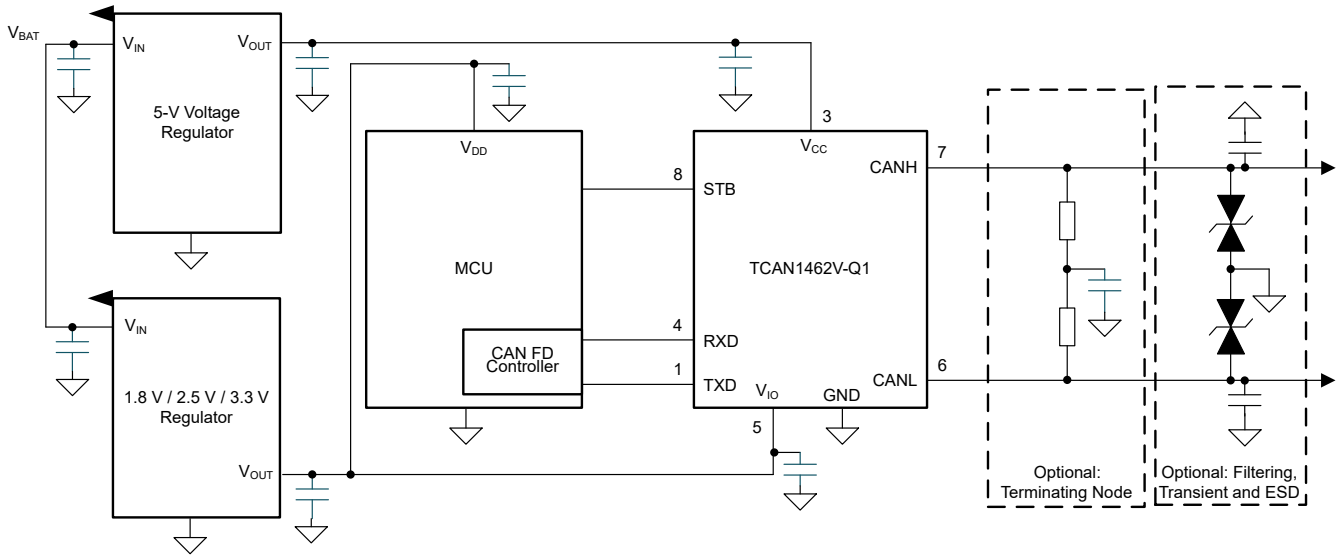 VBAT
VIN
VOUT
5-V Voltage
Regulator
VDD
MCU
CAN FD
Controller
3
VCC
8
STB
CANH
7
TCAN1462V-Q1
4
RXD
1
TXD
VIO
5
GND
CANL
6
VIN
1.8 V / 2.5 V / 3.3 V
Regulator
VOUT
Optional:
Terminating Node
Optional: Filtering,
Transient and ESD